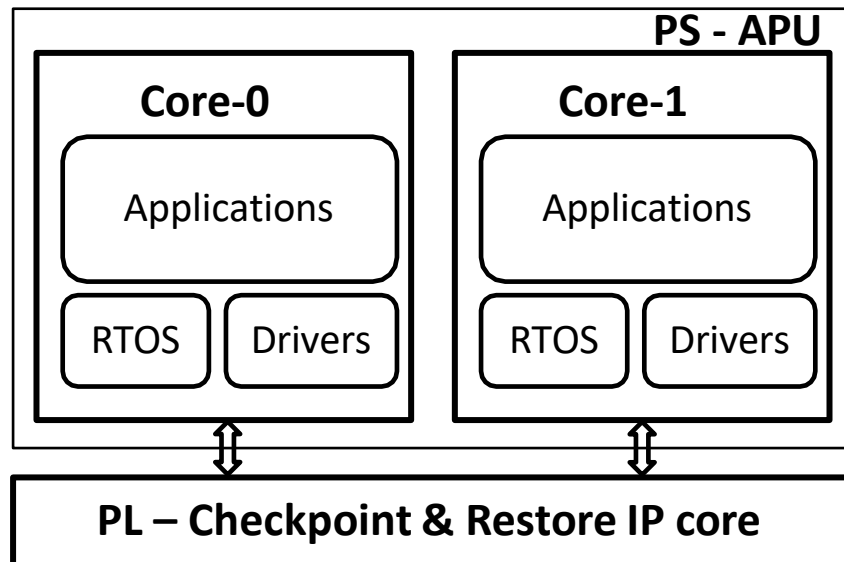 PS - APU
Core-0
Core-1
Applications
Applications
RTOS
Drivers
RTOS
Drivers
PL – Checkpoint & Restore IP core